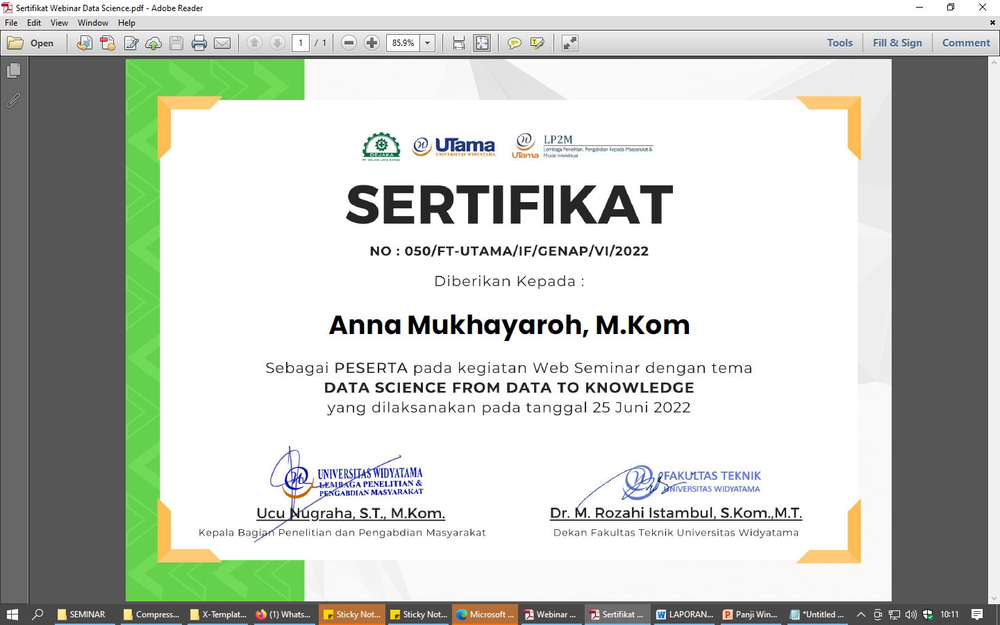 Sertifikat Webinar Data Science.pdf - Adobe Reader
File Edit View Window Help
Open 1 / 1 85.9% Tools Fill & Sign Comment
DEJAKA
PT. DELIMA JAYA KATIGA
UTama
UNIVERSITAS WIDYATAMA
UTama
LP2M
Lembaga Penelitian, Pengabdian Kepada Masyarakat &
Modal Intelektual
SERTIFIKAT
NO : 050/FT-UTAMA/IF/GENAP/VI/2022
Diberikan Kepada :
Anna Mukhayaroh, M.Kom
Sebagai PESERTA pada kegiatan Web Seminar dengan tema
DATA SCIENCE FROM DATA TO KNOWLEDGE
yang dilaksanakan pada tanggal 25 Juni 2022
UNIVERSITAS WIDYATAMA
LEMBAGA PENELITIAN &
PENGABDIAN MASYARAKAT
Ucu Nugraha, S.T., M.Kom.
Kepala Bagian Penelitian dan Pengabdian Masyarakat
FAKULTAS TEKNIK
UNIVERSITAS WIDYATAMA
Dr. M. Rozahi Istambul, S.Kom.,M.T.
Dekan Fakultas Teknik Universitas Widyatama
SEMINAR Compress... X-Templat... (1) Whats... Sticky Not... Sticky Not... Microsoft ... Webinar ... Sertifikat ... LAPORAN... Panji Win... *Untitled ... 10:11